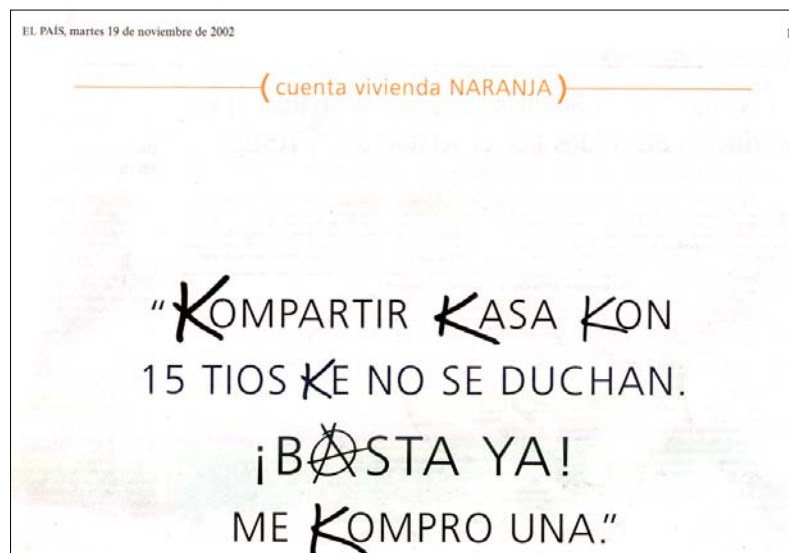 EL PAÍS, martes 19 de noviembre de 2002
(cuenta vivienda NARANJA)
“KOMPARTIR KASA KON
15 TIOS KE NO SE DUCHAN.
¡BASTA YA!
ME KOMPRO UNA.”